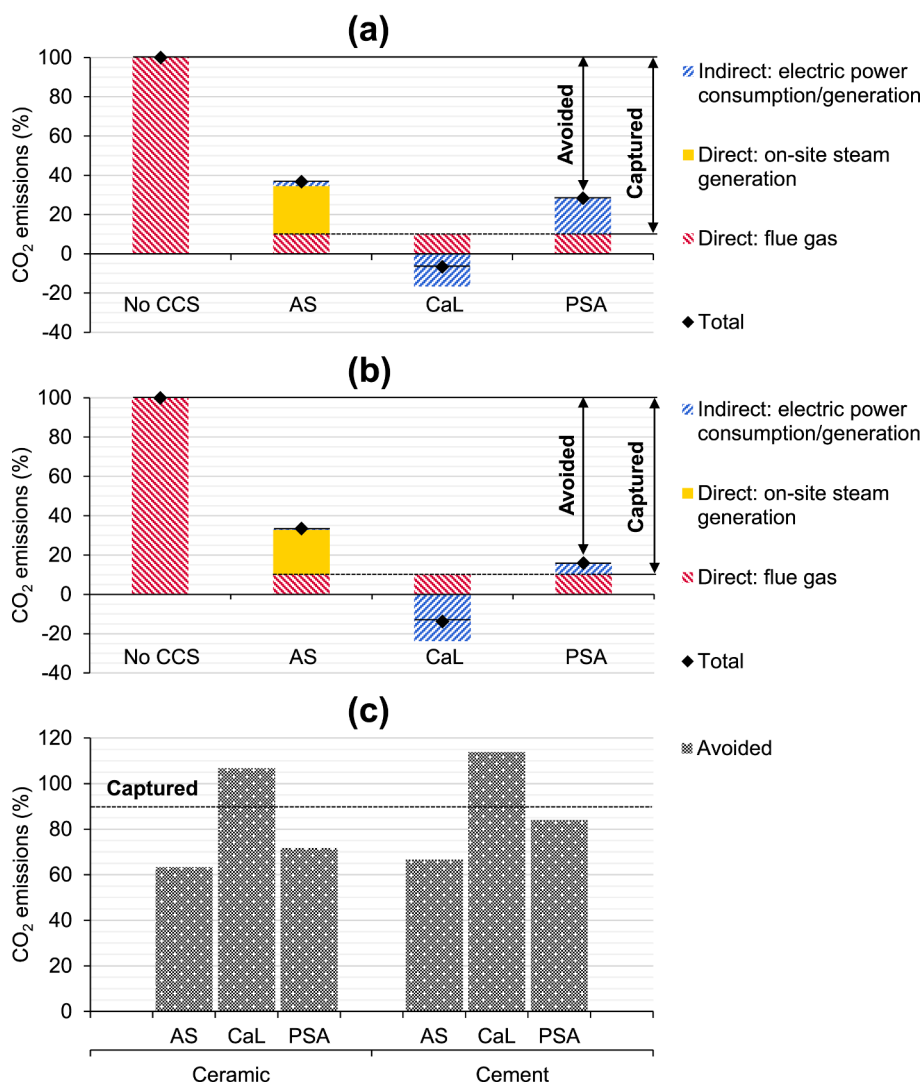 (a)
CO2 emissions (%)
100
80
60
40
20
0
-20
-40
No CCS
AS
CaL
PSA
Avoided
Captured
Indirect: electric power
consumption/generation
Direct: on-site steam
generation
Direct: flue gas
Total
(b)
CO2 emissions (%)
100
80
60
40
20
0
-20
-40
No CCS
AS
CaL
PSA
Avoided
Captured
Indirect: electric power
consumption/generation
Direct: on-site steam
generation
Direct: flue gas
Total
(c)
CO2 emissions (%)
120
100
80
60
40
20
0
Captured
Avoided
AS CaL PSA AS CaL PSA
Ceramic Cement